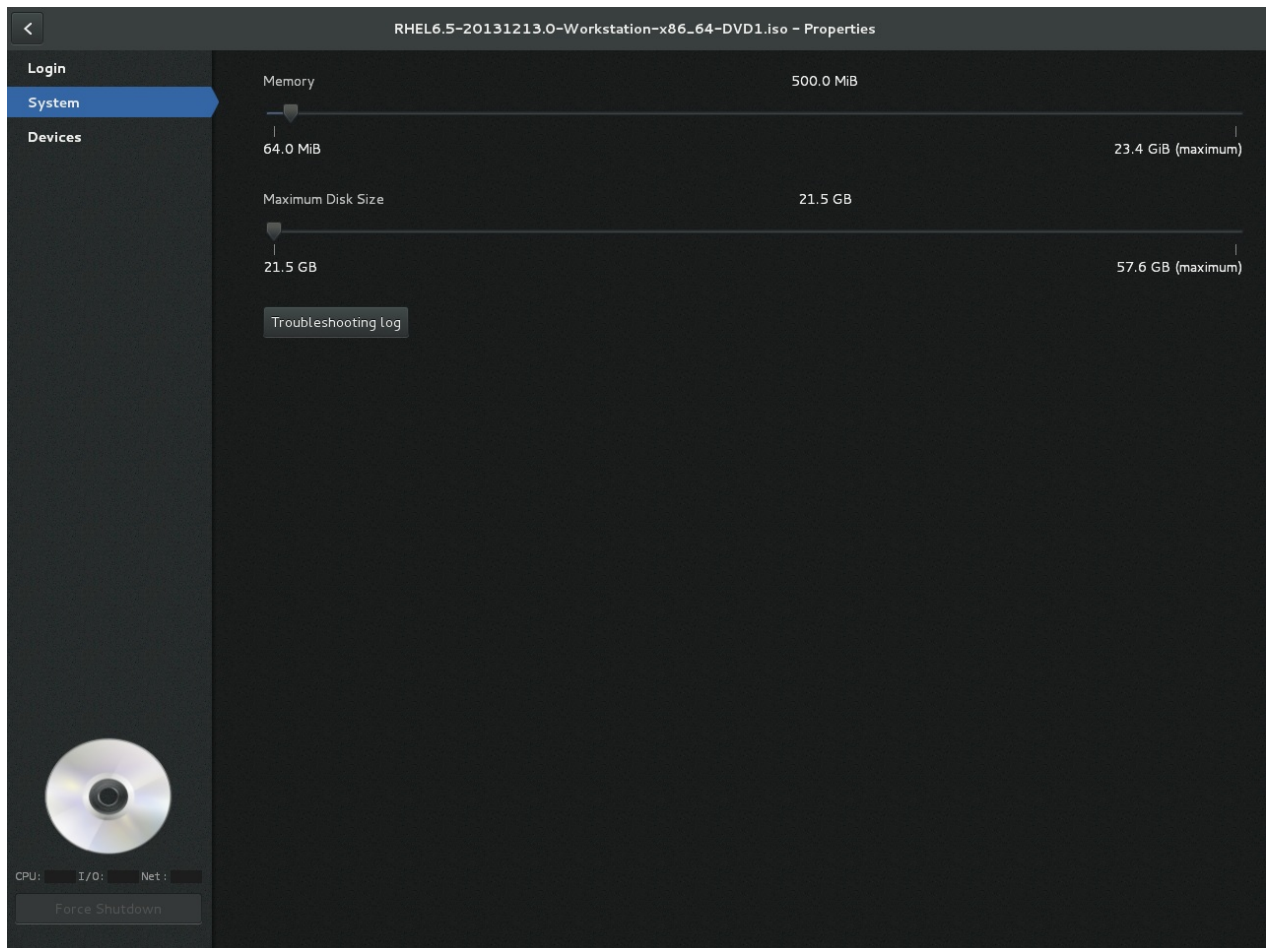 RHEL6.5-20131213.0-Workstation-x86_64-DVD1.iso - Properties
Login
System
Devices
Memory 500.0 MiB
64.0 MiB 23.4 GiB (maximum)
Maximum Disk Size 21.5 GB
21.5 GB 57.6 GB (maximum)
Troubleshooting log
CPU: I/O: Net:
Force Shutdown